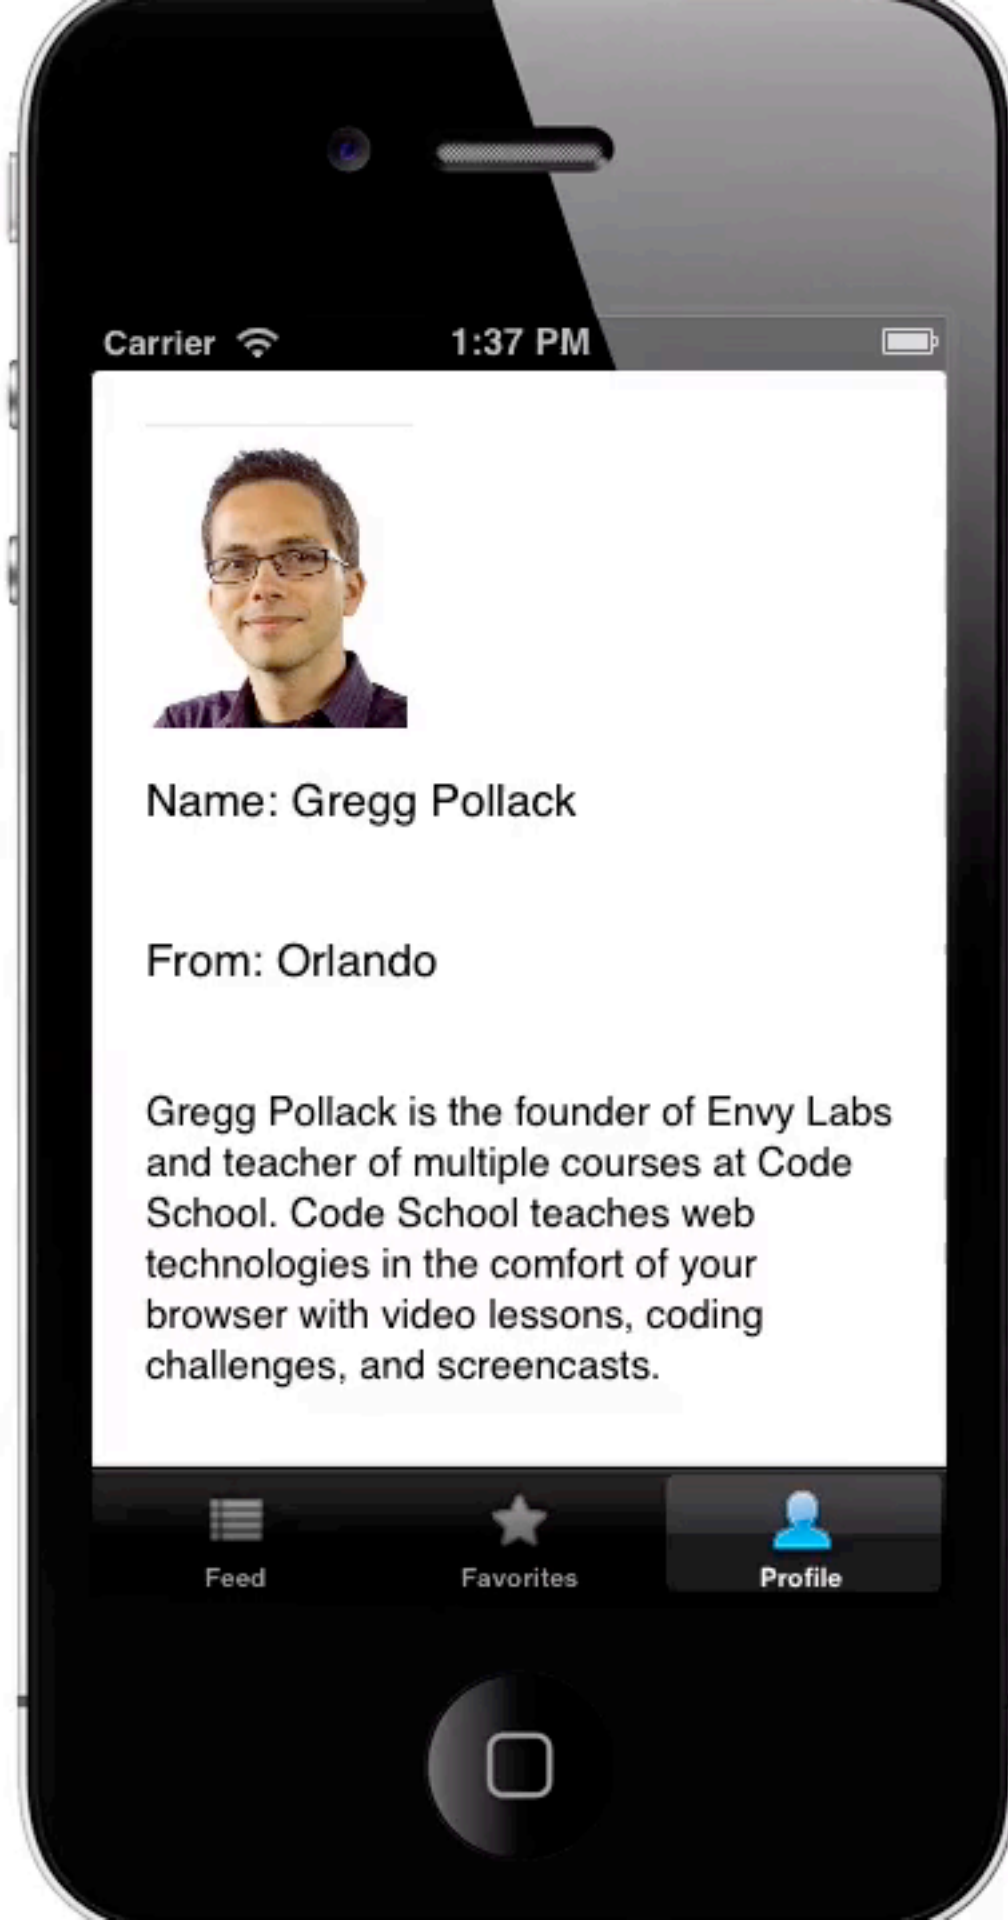 Carrier 1:37 PM
Name: Gregg Pollack
From: Orlando
Gregg Pollack is the founder of Envy Labs
and teacher of multiple courses at Code
School. Code School teaches web
technologies in the comfort of your
browser with video lessons, coding
challenges, and screencasts.
Feed Favorites Profile